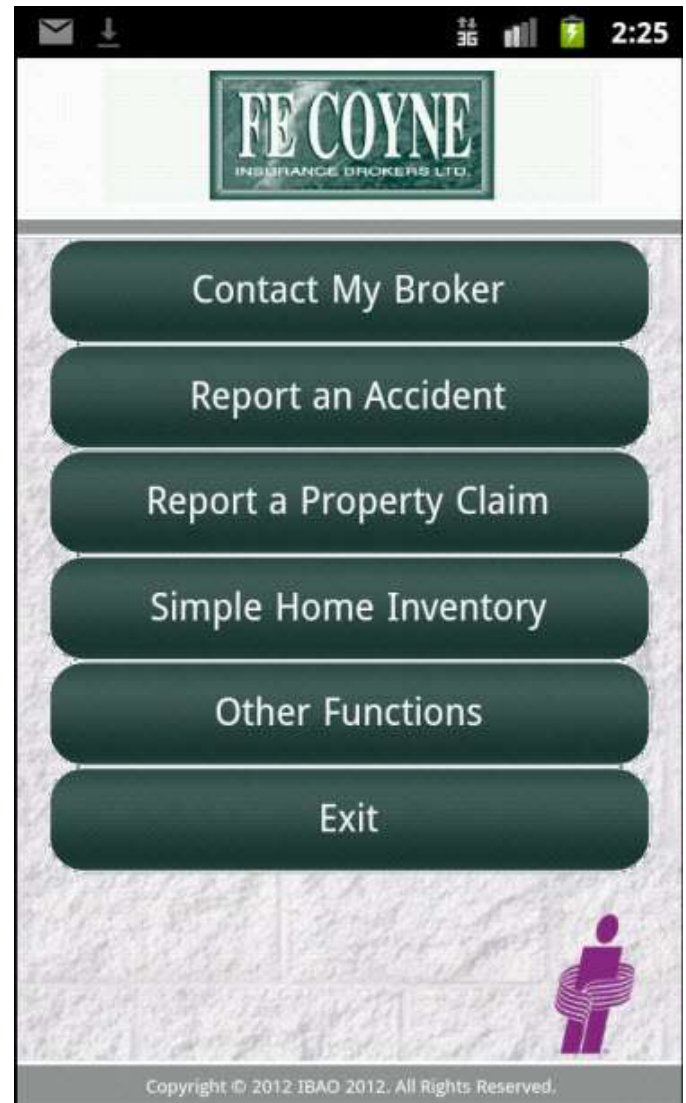 3G 2:25
FE COYNE
INSURANCE BROKERS LTD.
Contact My Broker
Report an Accident
Report a Property Claim
Simple Home Inventory
Other Functions
Exit
Copyright © 2012 IBAO 2012. All Rights Reserved.